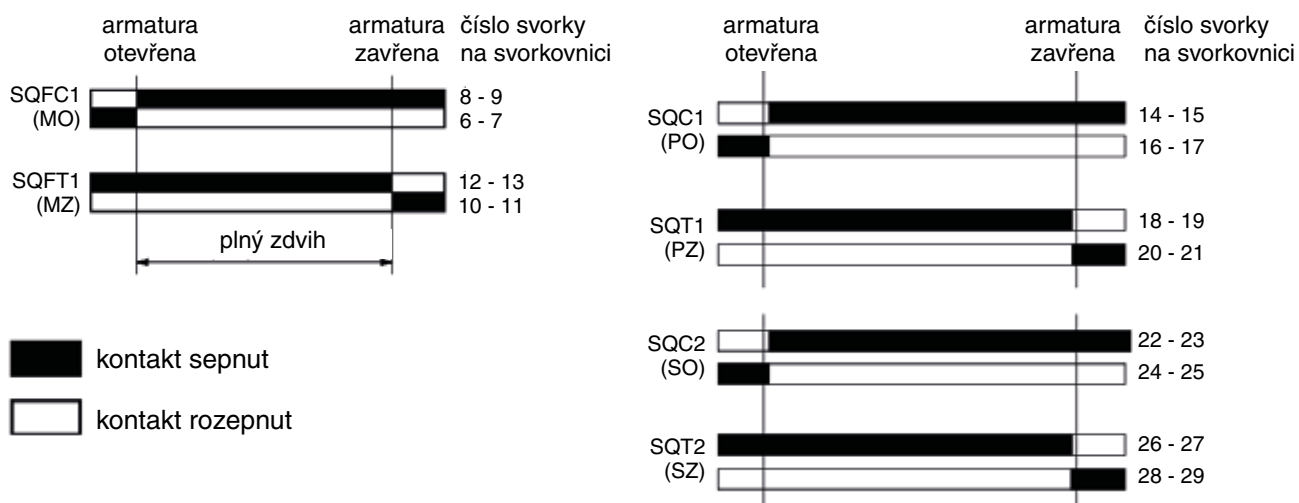 armatura
otevřena
armatura
zavřena
číslo svorky
na svorkovnici
SQFC1
(MO)
8 - 9
6 - 7
SQFT1
(MZ)
12 - 13
10 - 11
plný zdvih
kontakt sepnut
kontakt rozepnut
armatura
otevřena
armatura
zavřena
číslo svorky
na svorkovnici
SQC1
(PO)
14 - 15
16 - 17
SQT1
(PZ)
18 - 19
20 - 21
SQC2
(SO)
22 - 23
24 - 25
SQT2
(SZ)
26 - 27
28 - 29